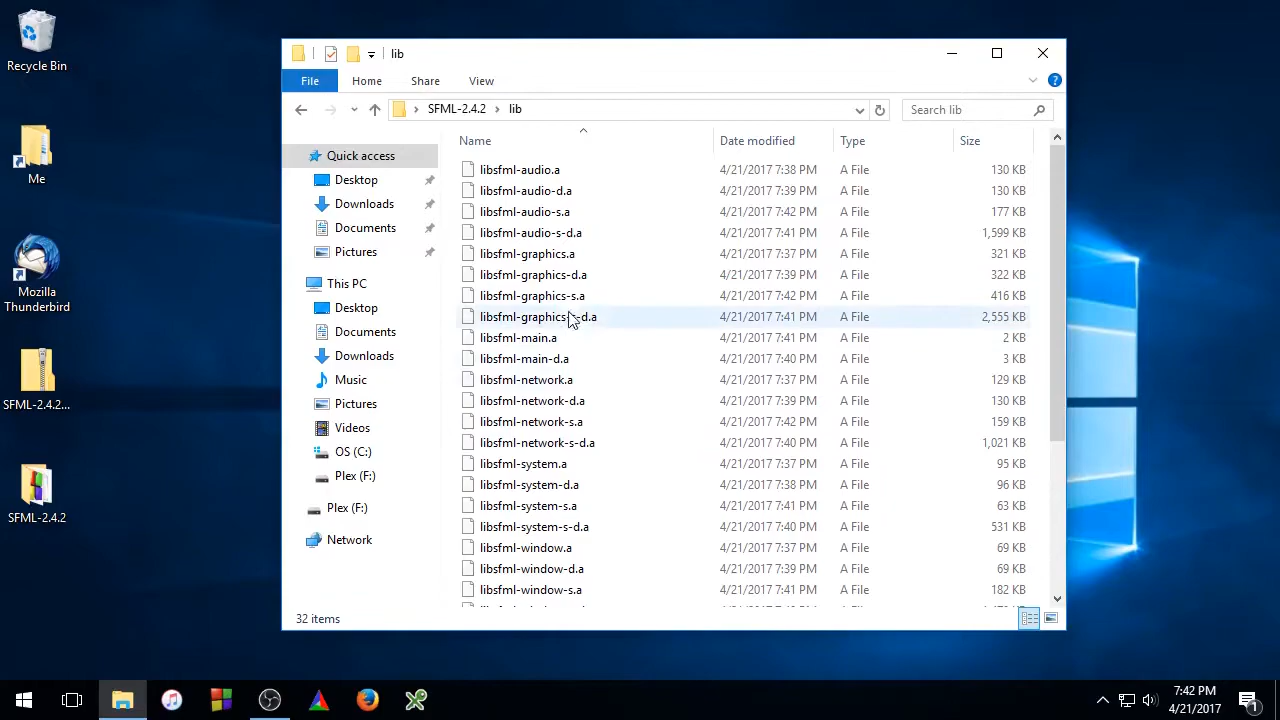 Recycle Bin
Me
Mozilla
Thunderbird
SFML-2.4.2...
SFML-2.4.2
lib
File Home Share View
SFML-2.4.2 lib
Search lib
Quick access
Desktop
Downloads
Documents
Pictures
This PC
Desktop
Documents
Downloads
Music
Pictures
Videos
OS (C:)
Plex (F:)
Plex (F:)
Network
Name Date modified Type Size
libsfml-audio.a 4/21/2017 7:38 PM A File 130 KB
libsfml-audio-d.a 4/21/2017 7:39 PM A File 130 KB
libsfml-audio-s.a 4/21/2017 7:42 PM A File 177 KB
libsfml-audio-s-d.a 4/21/2017 7:41 PM A File 1,599 KB
libsfml-graphics.a 4/21/2017 7:37 PM A File 321 KB
libsfml-graphics-d.a 4/21/2017 7:39 PM A File 322 KB
libsfml-graphics-s.a 4/21/2017 7:42 PM A File 416 KB
libsfml-graphics-s-d.a 4/21/2017 7:41 PM A File 2,555 KB
libsfml-main.a 4/21/2017 7:41 PM A File 2 KB
libsfml-main-d.a 4/21/2017 7:40 PM A File 3 KB
libsfml-network.a 4/21/2017 7:37 PM A File 129 KB
libsfml-network-d.a 4/21/2017 7:39 PM A File 130 KB
libsfml-network-s.a 4/21/2017 7:42 PM A File 159 KB
libsfml-network-s-d.a 4/21/2017 7:40 PM A File 1,021 KB
libsfml-system.a 4/21/2017 7:37 PM A File 95 KB
libsfml-system-d.a 4/21/2017 7:38 PM A File 96 KB
libsfml-system-s.a 4/21/2017 7:41 PM A File 63 KB
libsfml-system-s-d.a 4/21/2017 7:40 PM A File 531 KB
libsfml-window.a 4/21/2017 7:37 PM A File 69 KB
libsfml-window-d.a 4/21/2017 7:39 PM A File 69 KB
libsfml-window-s.a 4/21/2017 7:41 PM A File 182 KB
32 items
7:42 PM
4/21/2017
1